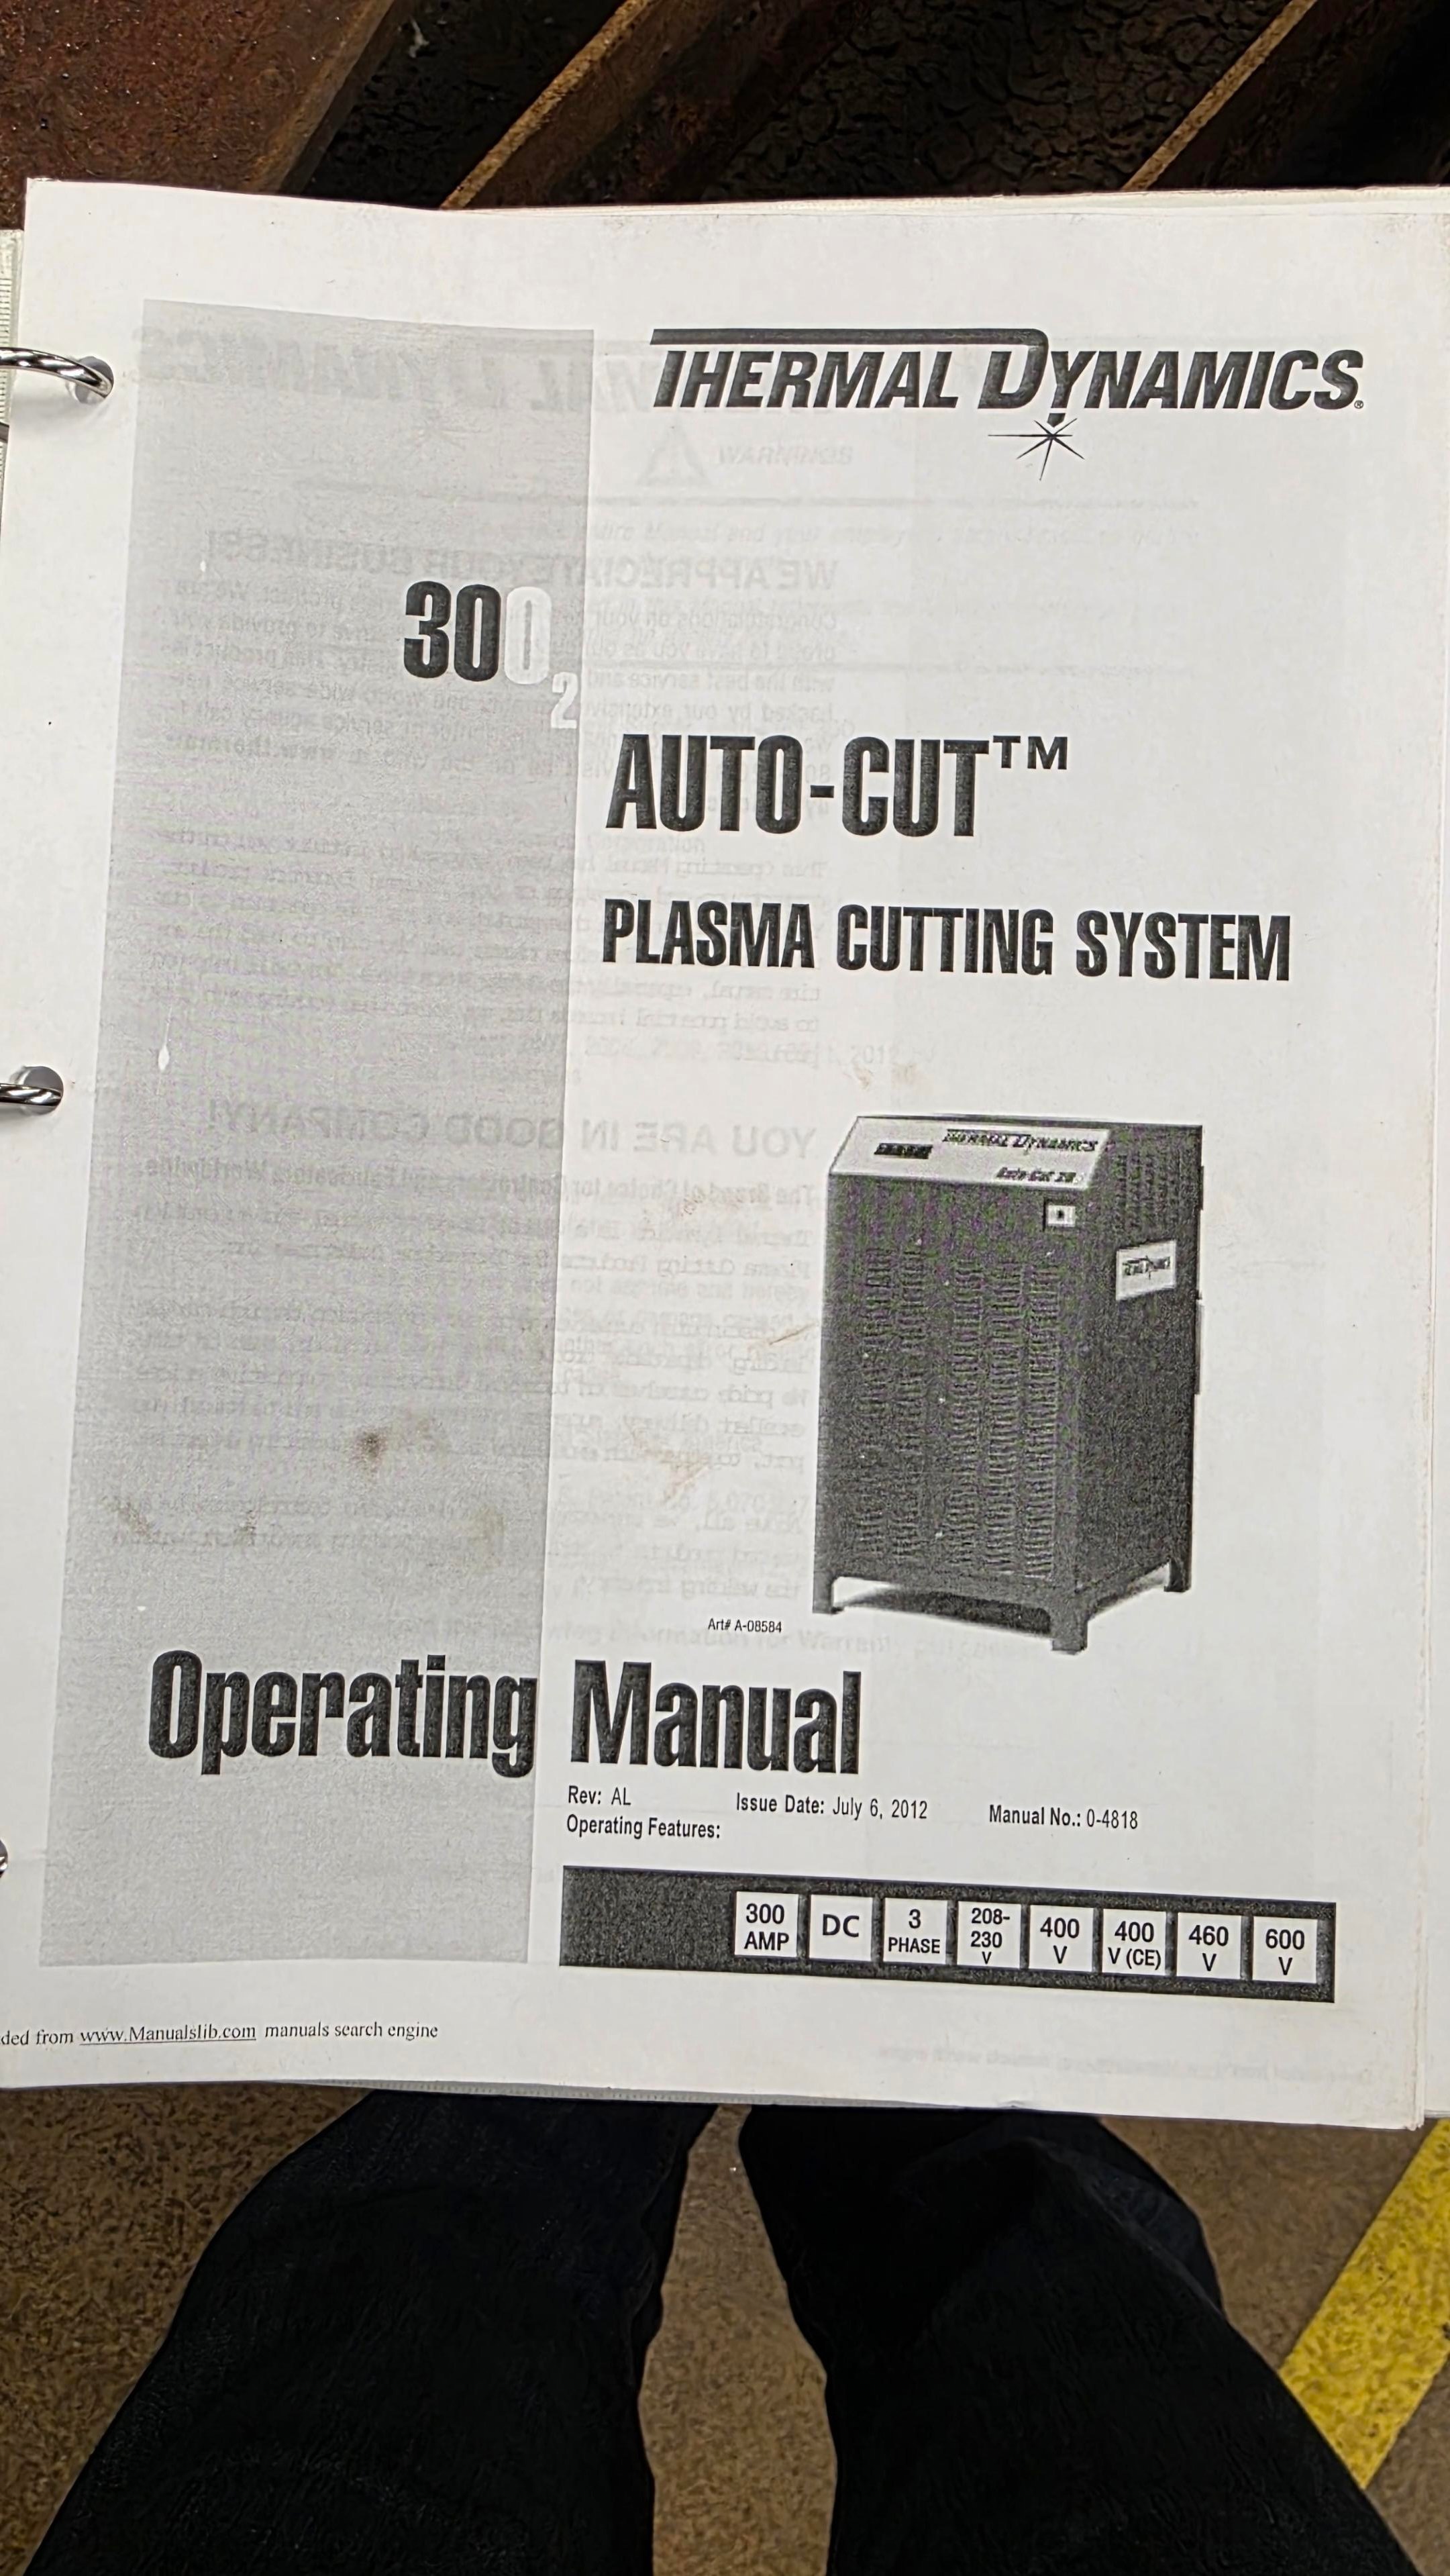 THERMAL DYNAMICS®
300₂
AUTO-CUT™
PLASMA CUTTING SYSTEM
THERMAL DYNAMICS
Art# A-08584
Operating Manual
Rev: AL Issue Date: July 6, 2012 Manual No.: 0-4818
Operating Features:
300 AMP DC 3 PHASE 208-230 V 400 V 400 V (CE) 460 V 600 V
ded from www.Manualslib.com manuals search engine